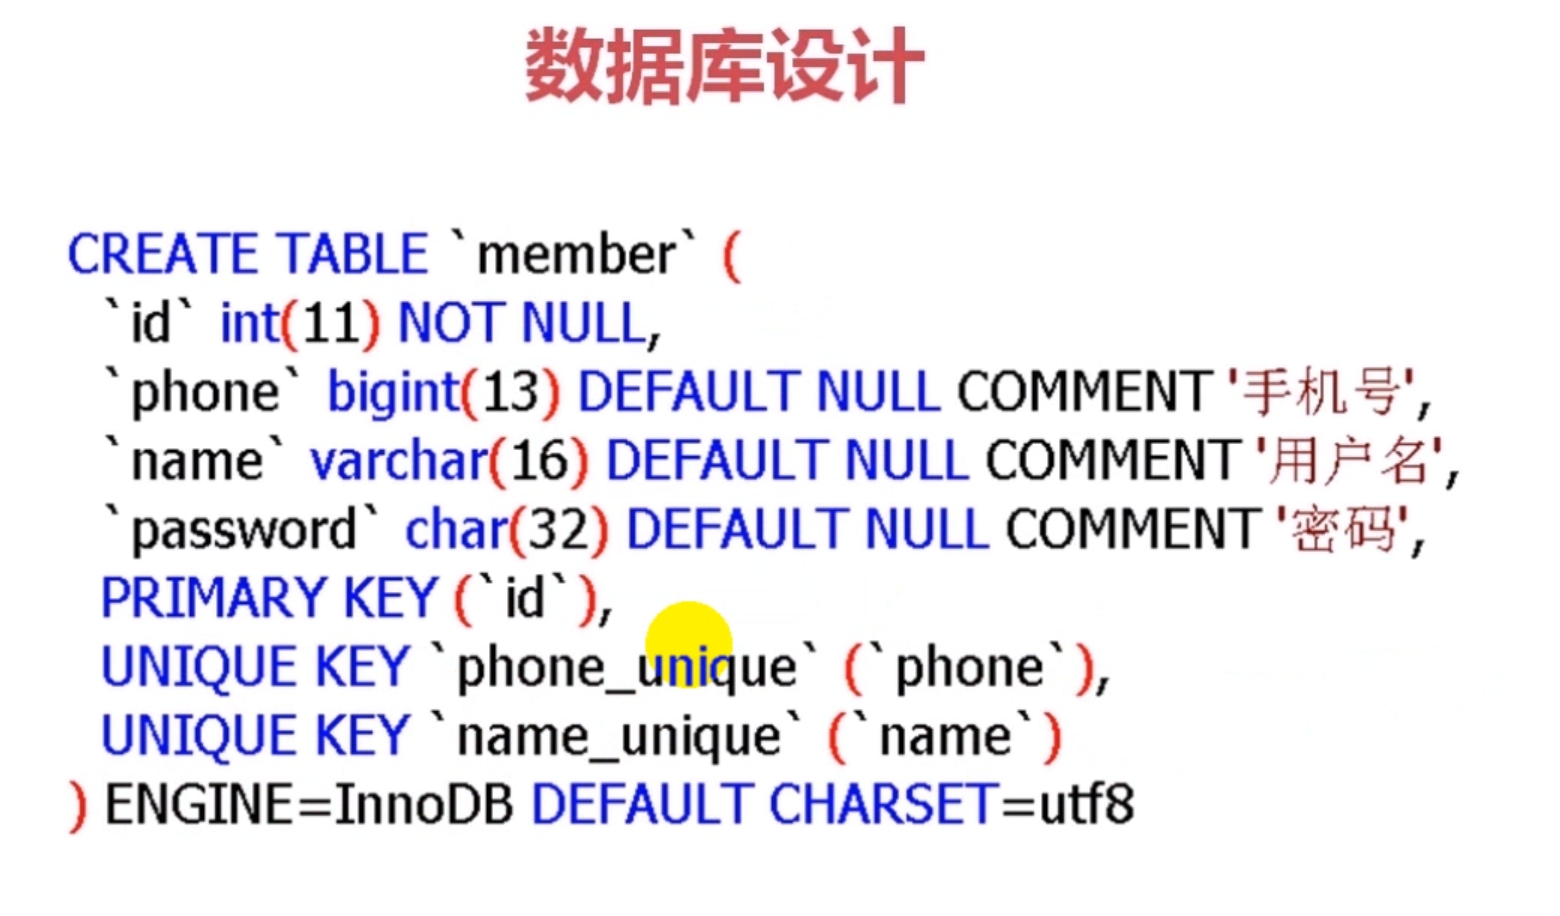 数据库设计
CREATE TABLE `member` (
`id` int(11) NOT NULL,
`phone` bigint(13) DEFAULT NULL COMMENT '手机号',
`name` varchar(16) DEFAULT NULL COMMENT '用户名',
`password` char(32) DEFAULT NULL COMMENT '密码',
PRIMARY KEY (`id`),
UNIQUE KEY `phone_unique` (`phone`),
UNIQUE KEY `name_unique` (`name`)
) ENGINE=InnoDB DEFAULT CHARSET=utf8